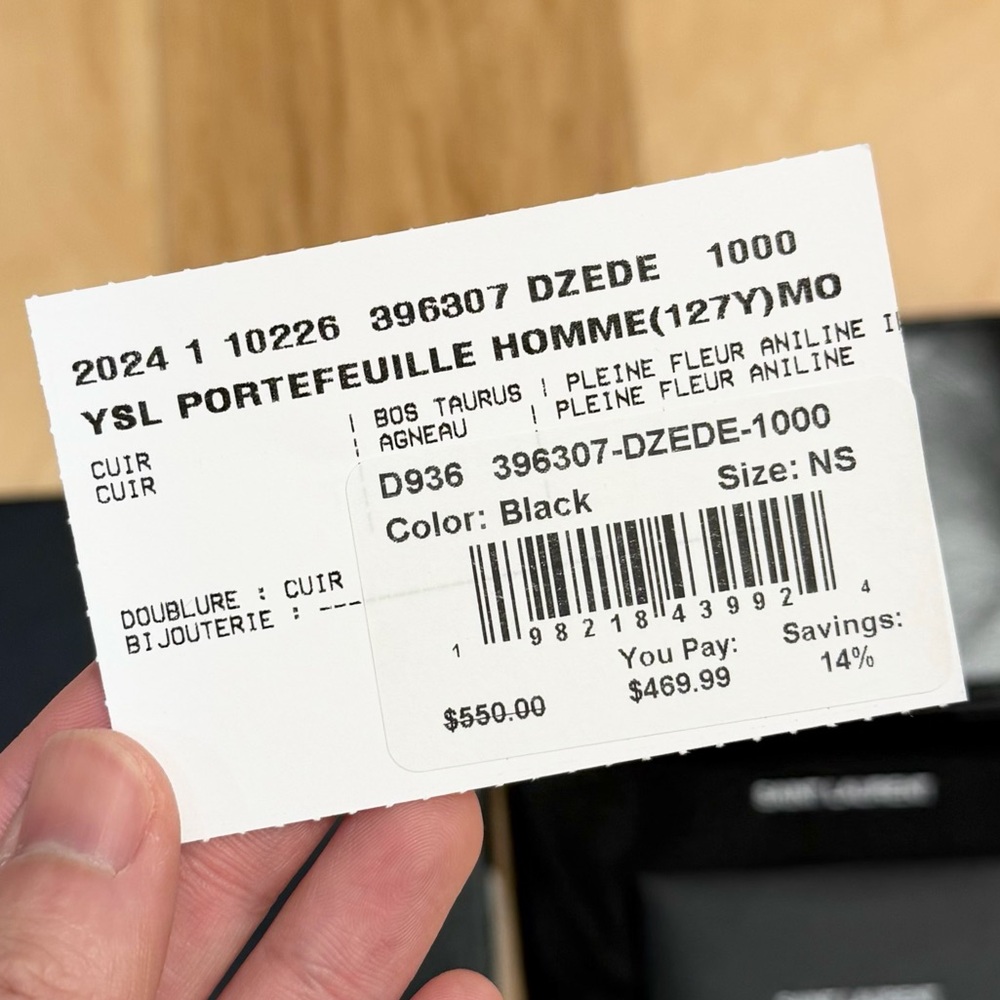 2024 1 10226 396307 DZEDE 1000
YSL PORTEFEUILLE HOMME(127Y)MO
CUIR ¦ BOS TAURUS ¦ PLEINE FLEUR ANILINE
CUIR ¦ AGNEAU ¦ PLEINE FLEUR ANILINE
D936 396307-DZEDE-1000
Color: Black Size: NS
1 98218 43992 4
DOUBLURE : CUIR
BIJOUTERIE : ---
You Pay: Savings:
$550.00 $469.99 14%
SAINT LAURENT